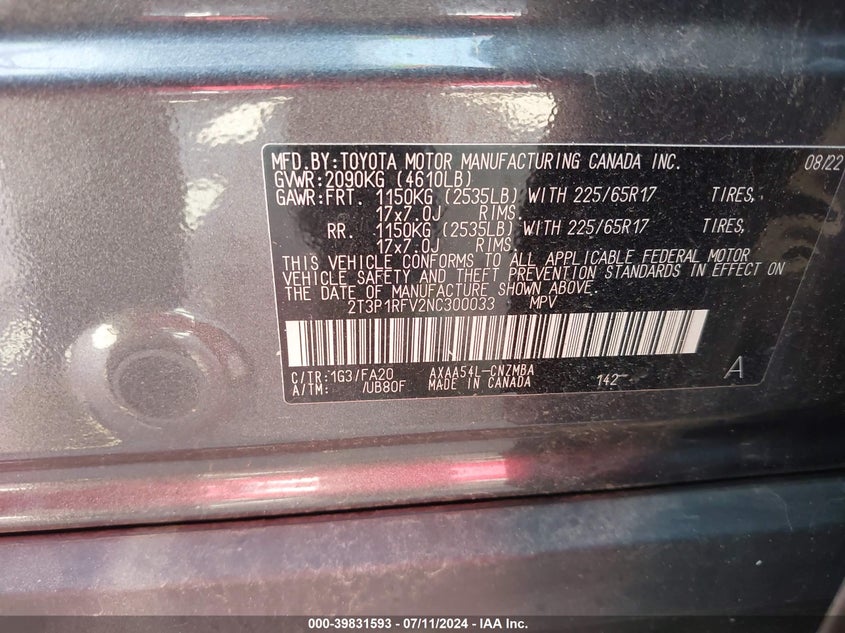 MFD.BY:TOYOTA MOTOR MANUFACTURING CANADA INC. 08/22
GVWR:2090KG (4610LB)
GAWR:FRT. 1150KG (2535LB) WITH 225/65R17 TIRES,
17x7.0J RIMS.
RR. 1150KG (2535LB) WITH 225/65R17 TIRES,
17x7.0J RIMS.
THIS VEHICLE CONFORMS TO ALL APPLICABLE FEDERAL MOTOR
VEHICLE SAFETY AND THEFT PREVENTION STANDARDS IN EFFECT ON
THE DATE OF MANUFACTURE SHOWN ABOVE.
2T3P1RFV2NC300033 MPV
C/TR:1G3/FA20 AXAA54L-CNZMBA 142 A
A/TM: /UB80F MADE IN CANADA
000-39831593 - 07/11/2024 - IAA Inc.